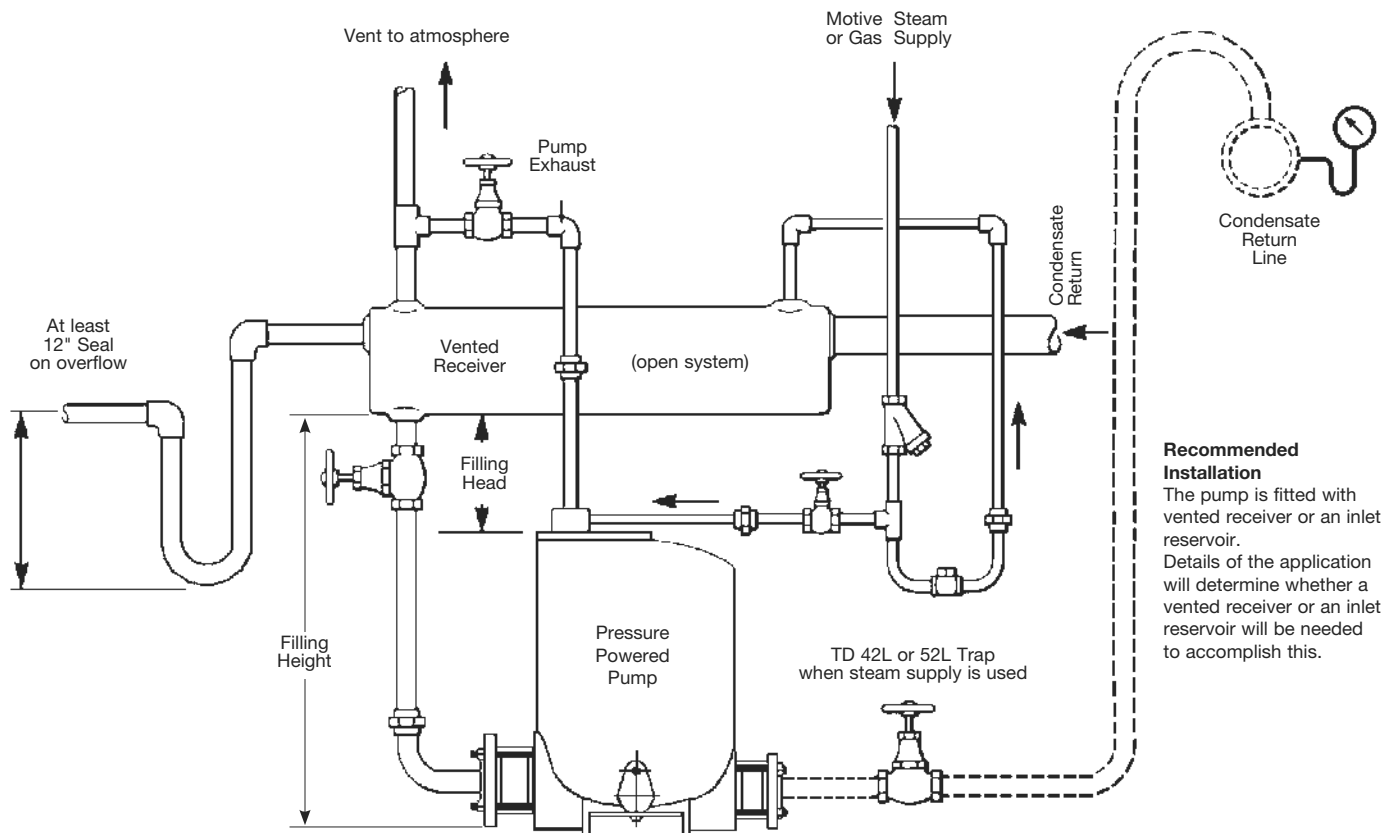 Vent to atmosphere
Motive Steam
or Gas Supply
Pump
Exhaust
Condensate
Return
Line
Condensate
Return
At least
12" Seal
on overflow
Vented
Receiver
(open system)
Filling
Head
Recommended
Installation
The pump is fitted with
vented receiver or an inlet
reservoir.
Details of the application
will determine whether a
vented receiver or an inlet
reservoir will be needed
to accomplish this.
Filling
Height
Pressure
Powered
Pump
TD 42L or 52L Trap
when steam supply is used